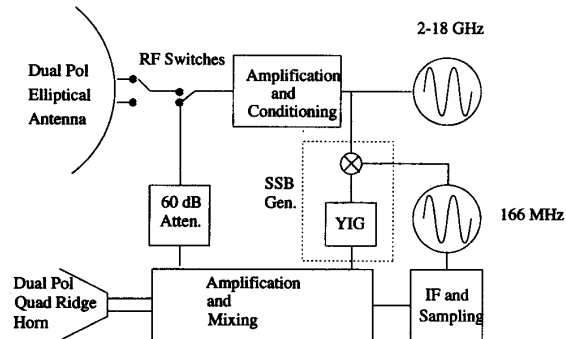 2-18 GHz
RF Switches
Dual Pol
Elliptical
Antenna
Amplification
and
Conditioning
SSB
Gen.
60 dB
Atten.
YIG
166 MHz
Dual Pol
Quad Ridge
Horn
Amplification
and
Mixing
IF and
Sampling